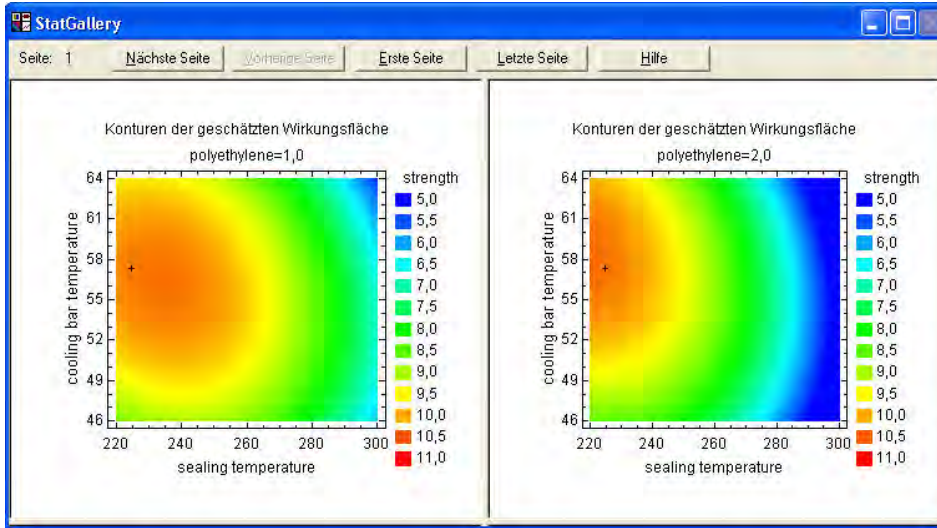 StatGallery
Seite: 1 Nächste Seite Vorherige Seite Erste Seite Letzte Seite Hilfe
Konturen der geschätzten Wirkungsfläche
polyethylene=1,0
strength
5,0
5,5
6,0
6,5
7,0
7,5
8,0
8,5
9,0
9,5
10,0
10,5
11,0
cooling bar temperature
64
61
58
55
52
49
46
220 240 260 280 300
sealing temperature
Konturen der geschätzten Wirkungsfläche
polyethylene=2,0
strength
5,0
5,5
6,0
6,5
7,0
7,5
8,0
8,5
9,0
9,5
10,0
10,5
11,0
cooling bar temperature
64
61
58
55
52
49
46
220 240 260 280 300
sealing temperature